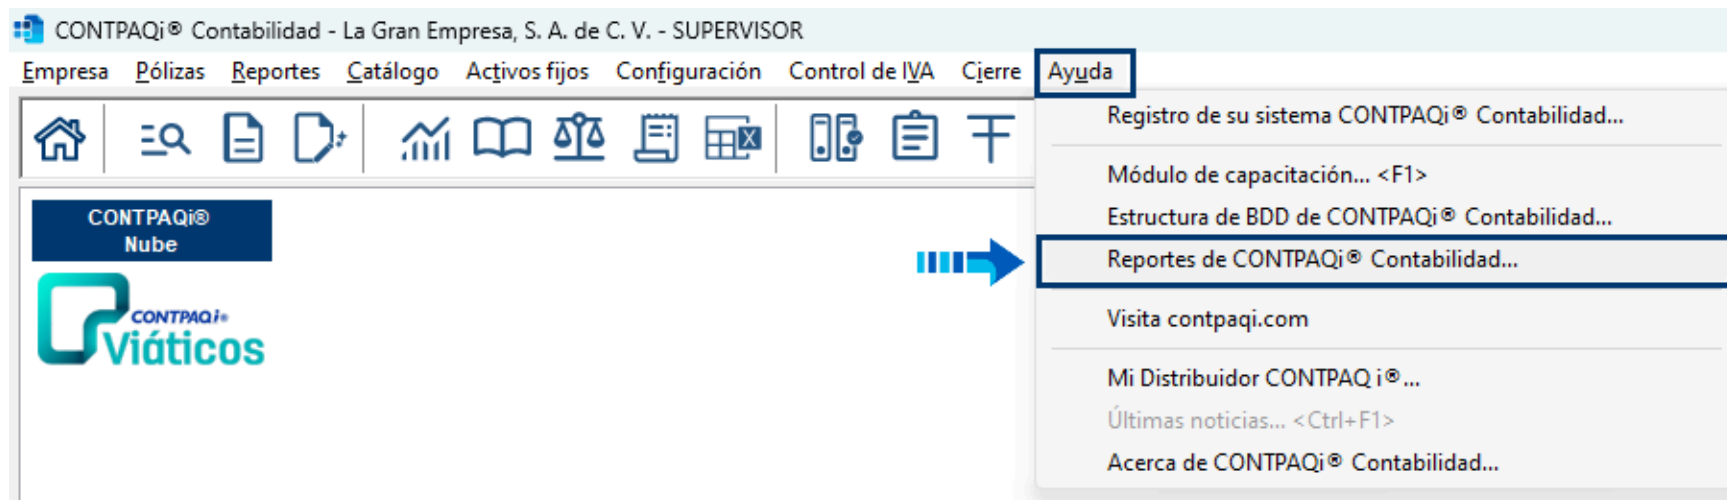 CONTPAQi® Contabilidad - La Gran Empresa, S. A. de C. V. - SUPERVISOR
Empresa Pólizas Reportes Catálogo Activos fijos Configuración Control de IVA Cierre Ayuda
Registro de su sistema CONTPAQi® Contabilidad...
Módulo de capacitación... <F1>
Estructura de BDD de CONTPAQi® Contabilidad...
Reportes de CONTPAQi® Contabilidad...
Visita contpaqi.com
Mi Distribuidor CONTPAQ i®...
Últimas noticias... <Ctrl+F1>
Acerca de CONTPAQi® Contabilidad...
CONTPAQi®
Nube
CONTPAQi®
Viáticos